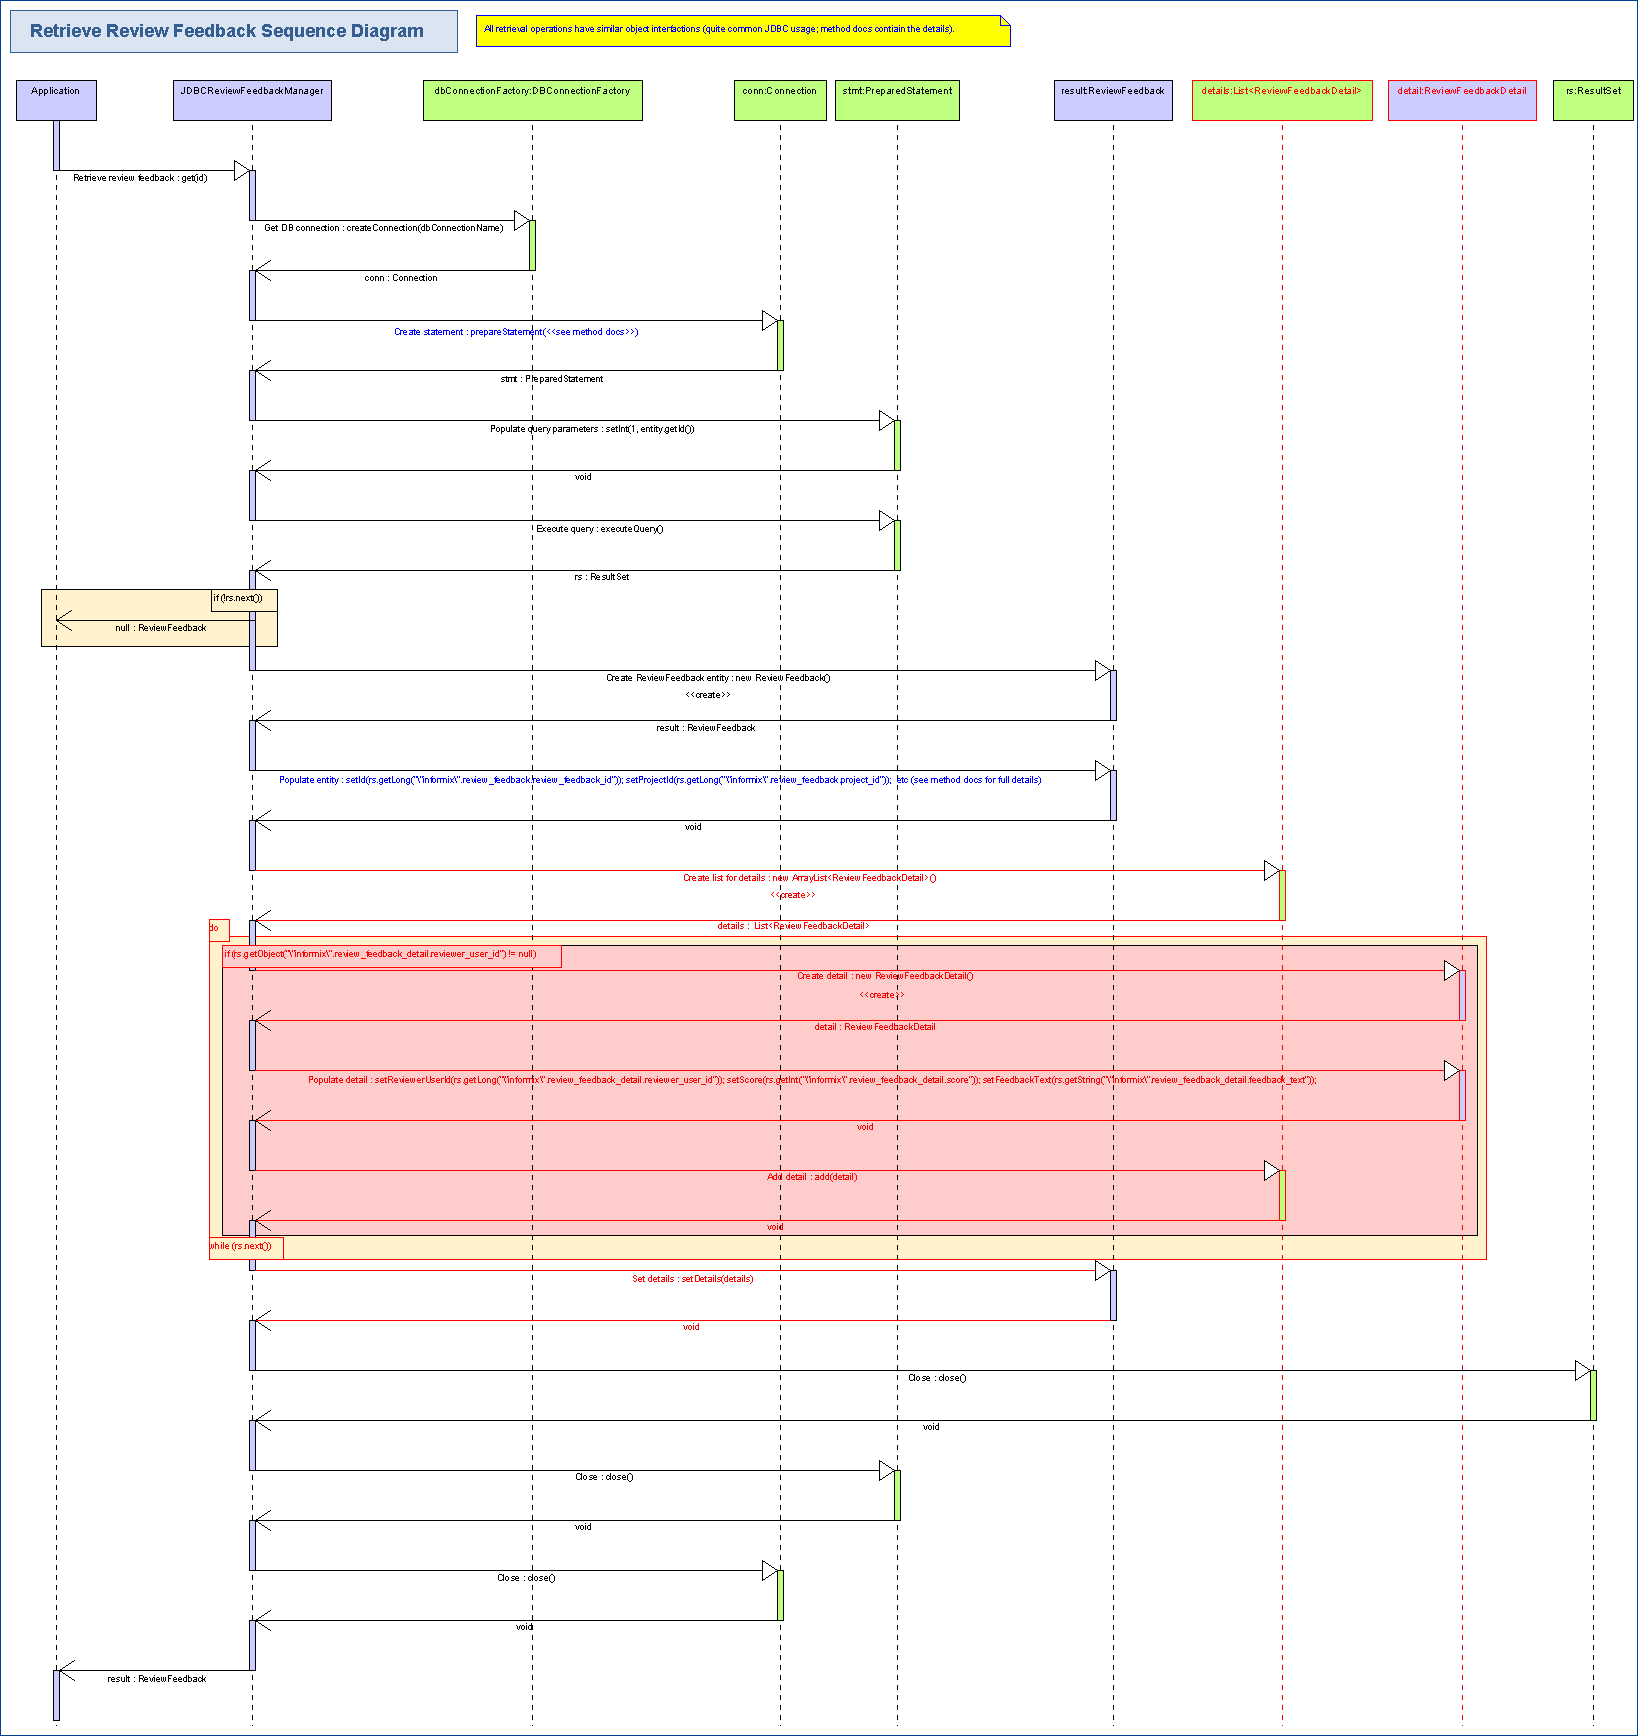 Retrieve Review Feedback Sequence Diagram
All retrieval operations have similar object interfactions (quite common JDBC usage; method docs contiain the details).
Application
JDBCReviewFeedbackManager
dbConnectionFactory:DBConnectionFactory
conn:Connection
stmt:PreparedStatement
result:ReviewFeedback
details:List<ReviewFeedbackDetail>
detail:ReviewFeedbackDetail
rs:ResultSet
Retrieve review feedback : get(id)
Get DB connection : createConnection(dbConnectionName)
conn : Connection
Create statement : prepareStatement(<<see method docs>>)
stmt : PreparedStatement
Populate query parameters : setInt(1, entity.getId())
void
Execute query : executeQuery()
rs : ResultSet
if (!rs.next())
null : ReviewFeedback
Create ReviewFeedback entity : new ReviewFeedback()
<<create>>
result : ReviewFeedback
Populate entity : setId(rs.getLong("\"informix\".review_feedback.review_feedback_id")); setProjectId(rs.getLong("\"informix\".review_feedback.project_id")); etc (see method docs for full details)
void
Create list for details : new ArrayList<ReviewFeedbackDetail>()
<<create>>
details : List<ReviewFeedbackDetail>
do
if (rs.getObject("\"informix\".review_feedback_detail.reviewer_user_id") != null)
Create detail : new ReviewFeedbackDetail()
<<create>>
detail : ReviewFeedbackDetail
Populate detail : setReviewerUserId(rs.getLong("\"informix\".review_feedback_detail.reviewer_user_id")); setScore(rs.getInt("\"informix\".review_feedback_detail.score")); setFeedbackText(rs.getString("\"informix\".review_feedback_detail.feedback_text"));
void
Add detail : add(detail)
void
while (rs.next())
Set details : setDetails(details)
void
Close : close()
void
Close : close()
void
Close : close()
void
result : ReviewFeedback